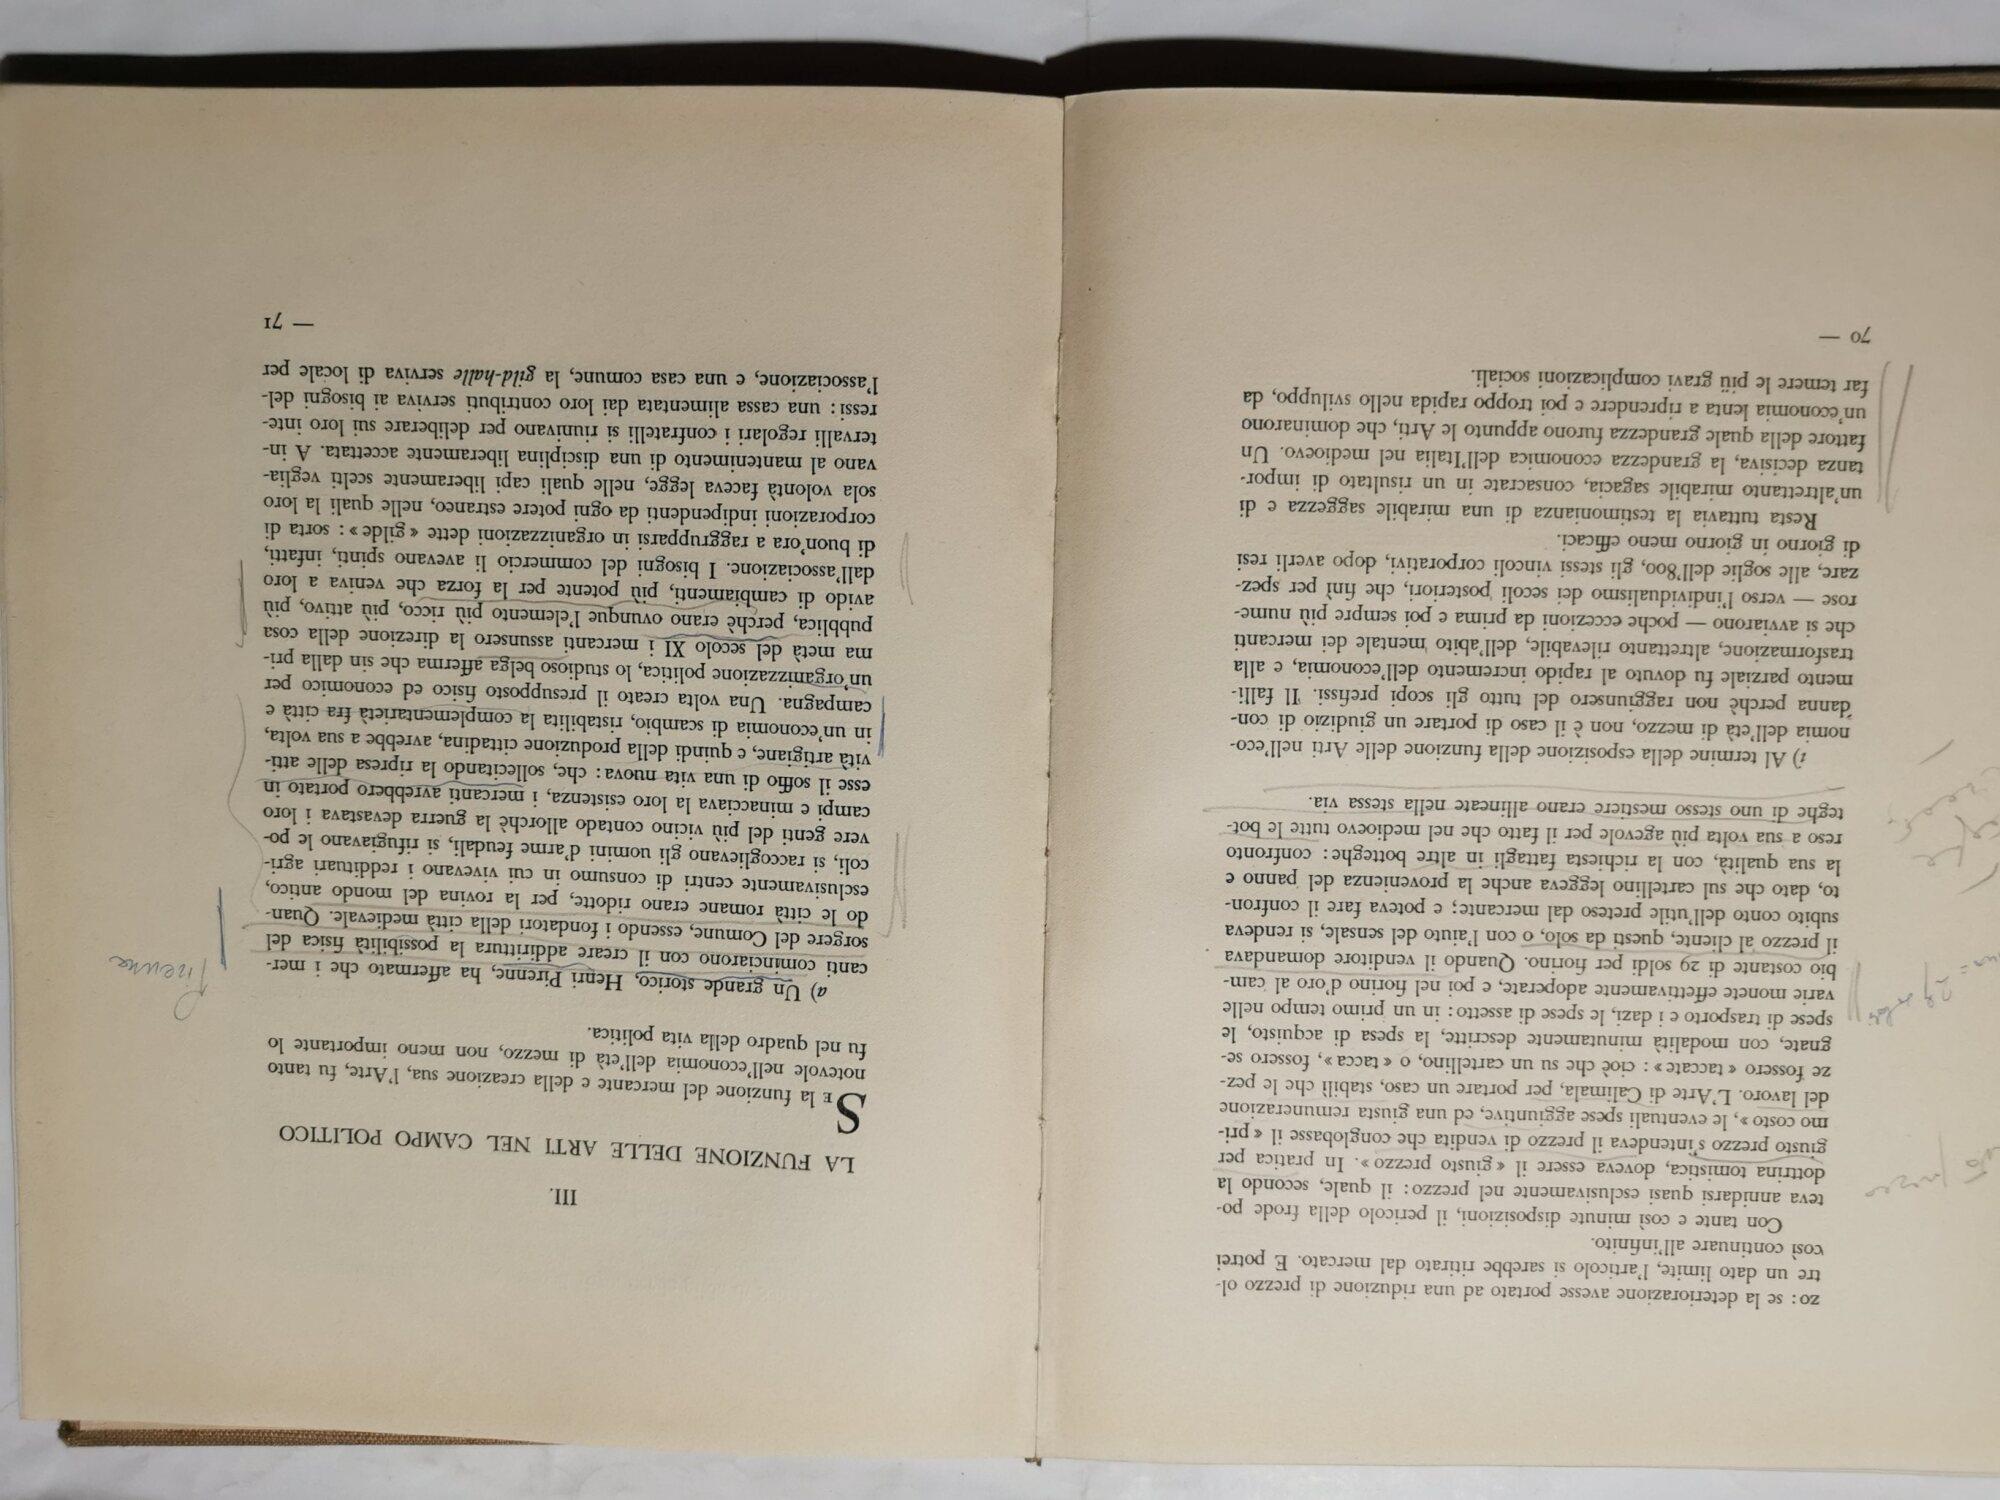 zo: se la deteriorazione avesse portato ad una riduzione di prezzo ol-
tre un dato limite, l'articolo si sarebbe ritirato dal mercato. E potrei
così continuare all'infinito.
Con tante e così minute disposizioni, il pericolo della frode po-
teva annidarsi quasi esclusivamente nel prezzo: il quale, secondo la
dottrina tomistica, doveva essere il « giusto prezzo ». In pratica per
giusto prezzo s'intendeva il prezzo di vendita che conglobasse il « pri-
mo costo », le eventuali spese aggiuntive, ed una giusta remunerazione
del lavoro. L'Arte di Calimala, per portare un caso, stabilì che le pez-
ze fossero « taccate »: cioè che su un cartellino, o « tacca », fossero se-
gnate, con modalità minutamente descritte, la spesa di acquisto, le
spese di trasporto e i dazi, le spese di assetto: in un primo tempo nelle
varie monete effettivamente adoperate, e poi nel fiorino d'oro al cam-
bio costante di 29 soldi per fiorino. Quando il venditore domandava
il prezzo al cliente, questi da solo, o con l'aiuto del sensale, si rendeva
subito conto dell'utile preteso dal mercante; e poteva fare il confron-
to, dato che sul cartellino leggeva anche la provenienza del panno e
la sua qualità, con la richiesta fattagli in altre botteghe: confronto
reso a sua volta più agevole per il fatto che nel medioevo tutte le bot-
teghe di uno stesso mestiere erano allineate nella stessa via.
i) Al termine della esposizione della funzione delle Arti nell'eco-
nomia dell'età di mezzo, non è il caso di portare un giudizio di con-
danna perchè non raggiunsero del tutto gli scopi prefissi. Il falli-
mento parziale fu dovuto al rapido incremento dell'economia, e alla
trasformazione, altrettanto rilevabile, dell'abito mentale dei mercanti
che si avviarono — poche eccezioni da prima e poi sempre più nume-
rose — verso l'individualismo dei secoli posteriori, che finì per spez-
zare, alle soglie dell'800, gli stessi vincoli corporativi, dopo averli resi
di giorno in giorno meno efficaci.
Resta tuttavia la testimonianza di una mirabile saggezza e di
un'altrettanto mirabile sagacia, consacrate in un risultato di impor-
tanza decisiva, la grandezza economica dell'Italia nel medioevo. Un
fattore della quale grandezza furono appunto le Arti, che dominarono
un'economia lenta a riprendere e poi troppo rapida nello sviluppo, da
far temere le più gravi complicazioni sociali.
70 —
III.
LA FUNZIONE DELLE ARTI NEL CAMPO POLITICO
SE la funzione del mercante e della creazione sua, l'Arte, fu tanto
notevole nell'economia dell'età di mezzo, non meno importante lo
fu nel quadro della vita politica.
a) Un grande storico, Henri Pirenne, ha affermato che i mer-
canti cominciarono con il creare addirittura la possibilità fisica del
sorgere del Comune, essendo i fondatori della città medievale. Quan-
do le città romane erano ridotte, per la rovina del mondo antico,
esclusivamente centri di consumo in cui vivevano i reddituari agri-
coli, si raccoglievano gli uomini d'arme feudali, si rifugiavano le po-
vere genti del più vicino contado allorchè la guerra devastava i loro
campi e minacciava la loro esistenza, i mercanti avrebbero portato in
esse il soffio di una vita nuova: che, sollecitando la ripresa delle atti-
vità artigiane, e quindi della produzione cittadina, avrebbe a sua volta,
in un'economia di scambio, ristabilita la complementarietà fra città e
campagna. Una volta creato il presupposto fisico ed economico per
un'organizzazione politica, lo studioso belga afferma che sin dalla pri-
ma metà del secolo XI i mercanti assunsero la direzione della cosa
pubblica, perchè erano ovunque l'elemento più ricco, più attivo, più
avido di cambiamenti, più potente per la forza che veniva a loro
dall'associazione. I bisogni del commercio li avevano spinti, infatti,
di buon'ora a raggrupparsi in organizzazioni dette « gilde »: sorta di
corporazioni indipendenti da ogni potere estraneo, nelle quali la loro
sola volontà faceva legge, nelle quali capi liberamente scelti veglia-
vano al mantenimento di una disciplina liberamente accettata. A in-
tervalli regolari i confratelli si riunivano per deliberare sui loro inte-
ressi: una cassa alimentata dai loro contributi serviva ai bisogni del-
l'associazione, e una casa comune, la gild-halle serviva di locale per
— 71
Pirenne